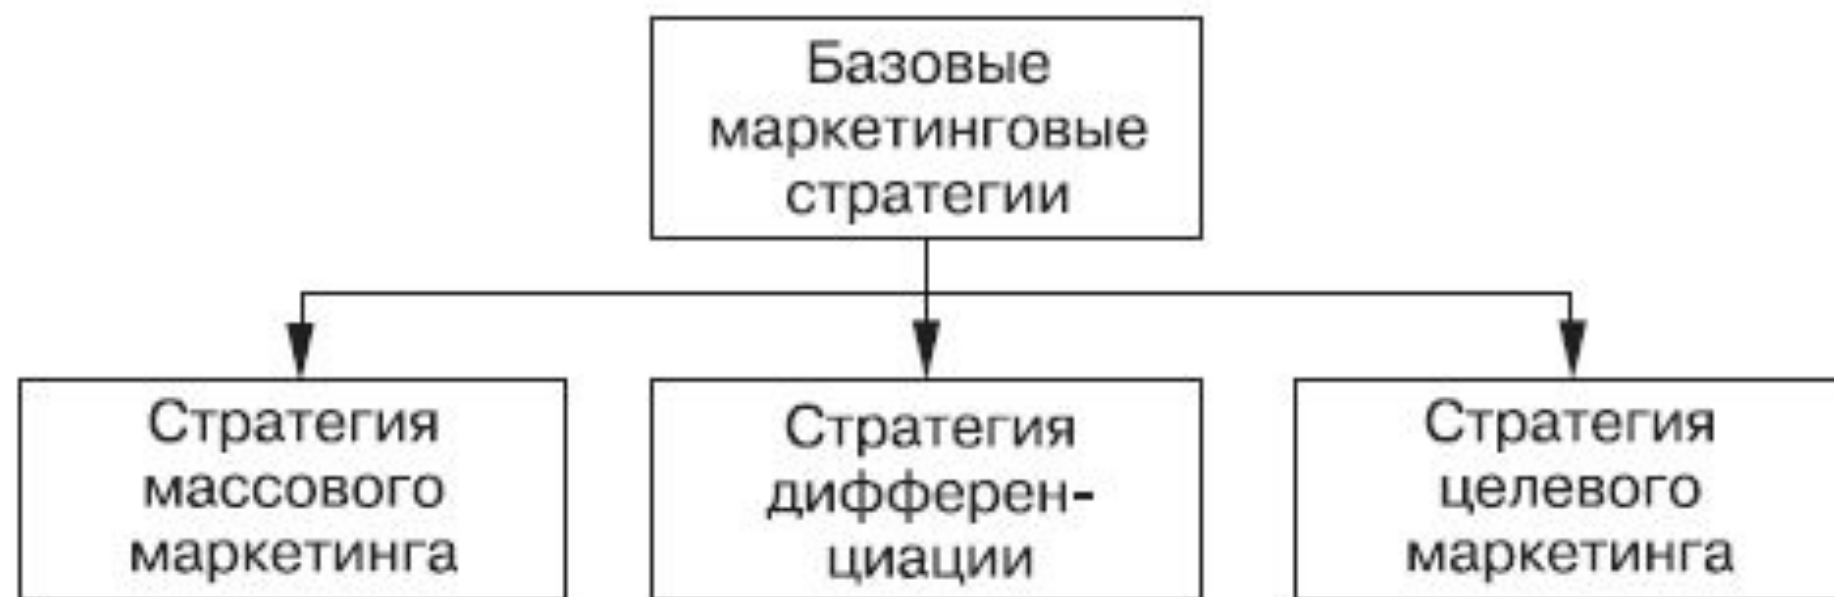 Базовые
маркетинговые
стратегии
Стратегия
массового
маркетинга
Стратегия
дифферен-
циации
Стратегия
целевого
маркетинга